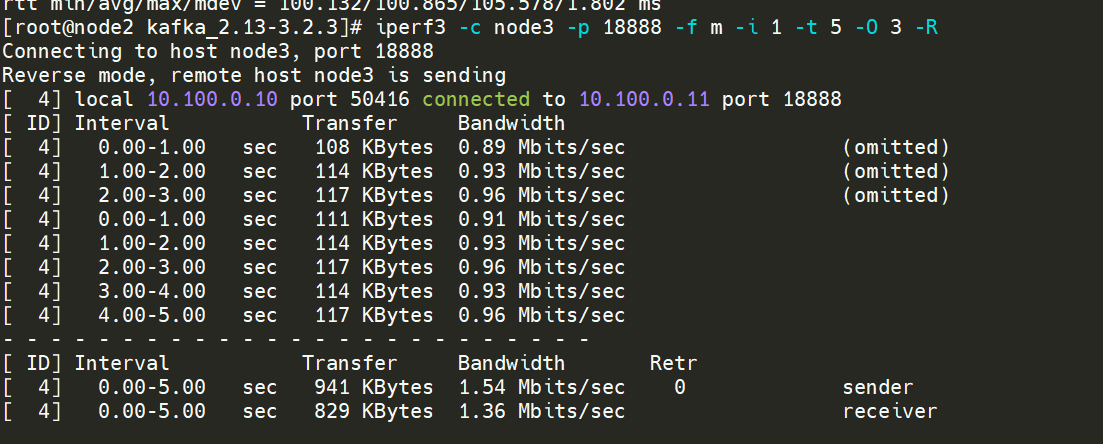 rtt min/avg/max/mdev = 100.132/100.865/105.578/1.802 ms
[root@node2 kafka_2.13-3.2.3]# iperf3 -c node3 -p 18888 -f m -i 1 -t 5 -O 3 -R
Connecting to host node3, port 18888
Reverse mode, remote host node3 is sending
[  4] local 10.100.0.10 port 50416 connected to 10.100.0.11 port 18888
[ ID] Interval           Transfer     Bandwidth
[  4]   0.00-1.00   sec   108 KBytes  0.89 Mbits/sec                  (omitted)
[  4]   1.00-2.00   sec   114 KBytes  0.93 Mbits/sec                  (omitted)
[  4]   2.00-3.00   sec   117 KBytes  0.96 Mbits/sec                  (omitted)
[  4]   0.00-1.00   sec   111 KBytes  0.91 Mbits/sec
[  4]   1.00-2.00   sec   114 KBytes  0.93 Mbits/sec
[  4]   2.00-3.00   sec   117 KBytes  0.96 Mbits/sec
[  4]   3.00-4.00   sec   114 KBytes  0.93 Mbits/sec
[  4]   4.00-5.00   sec   117 KBytes  0.96 Mbits/sec
- - - - - - - - - - - - - - - - - - - - - - - - -
[ ID] Interval           Transfer     Bandwidth       Retr
[  4]   0.00-5.00   sec   941 KBytes  1.54 Mbits/sec    0             sender
[  4]   0.00-5.00   sec   829 KBytes  1.36 Mbits/sec                  receiver